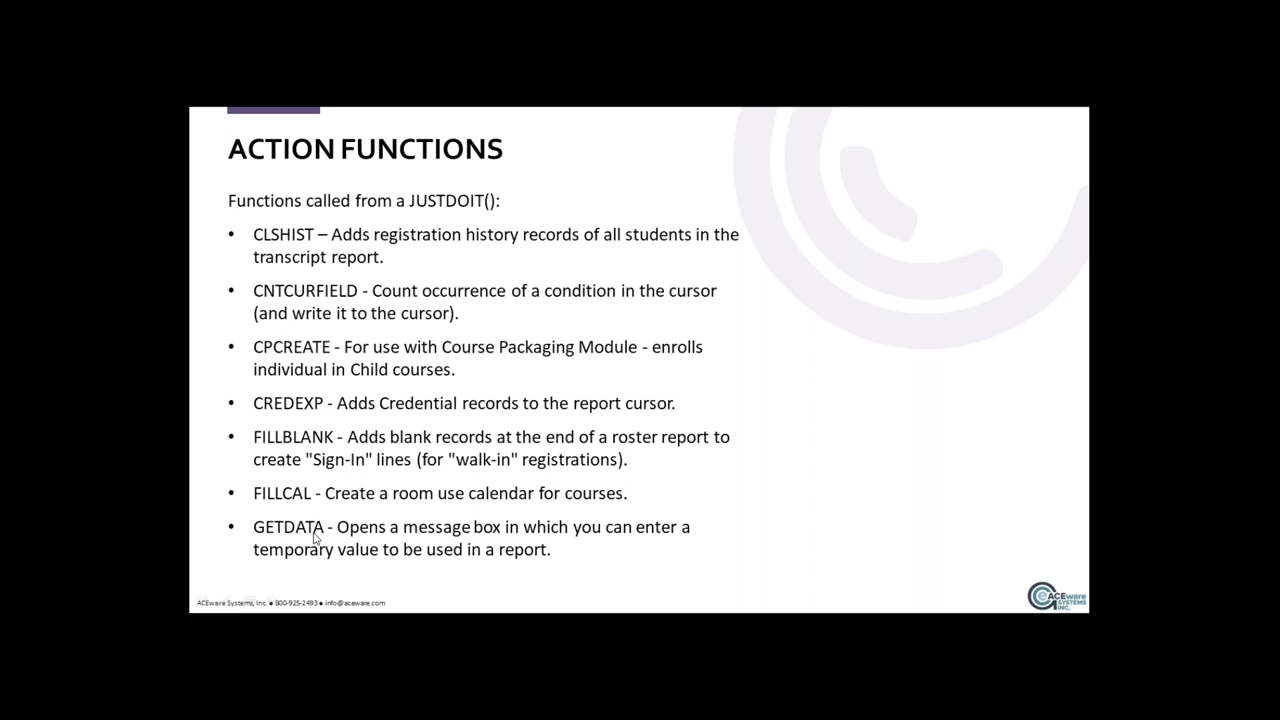 ACTION FUNCTIONS
Functions called from a JUSTDOIT():
• CLSHIST – Adds registration history records of all students in the
transcript report.
• CNTCURFIELD - Count occurrence of a condition in the cursor
(and write it to the cursor).
• CPCREATE - For use with Course Packaging Module - enrolls
individual in Child courses.
• CREDEXP - Adds Credential records to the report cursor.
• FILLBLANK - Adds blank records at the end of a roster report to
create "Sign-In" lines (for "walk-in" registrations).
• FILLCAL - Create a room use calendar for courses.
• GETDATA - Opens a message box in which you can enter a
temporary value to be used in a report.
ACEware Systems, Inc. ● 800-925-2493 ● info@aceware.com
ACEware
SYSTEMS
INC.